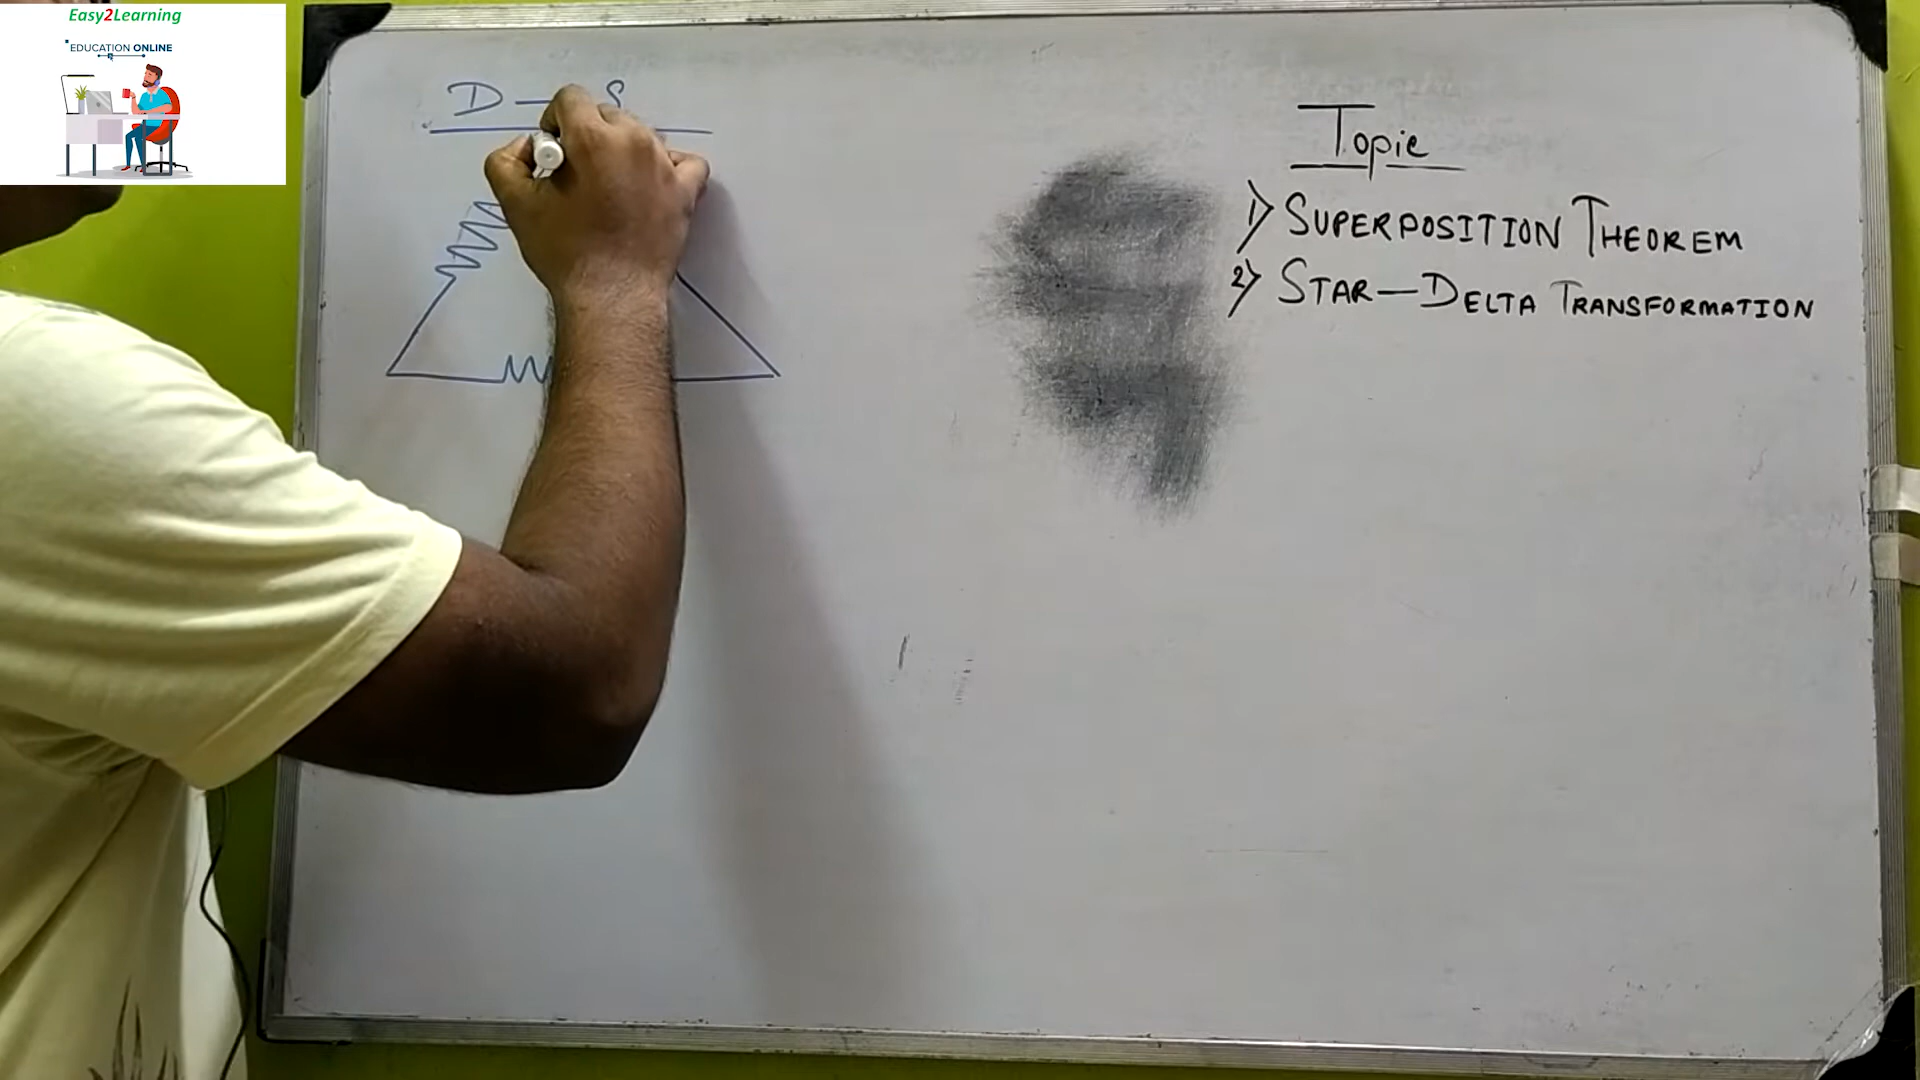 Easy2Learning
EDUCATION ONLINE
D — S
Topic
1) SUPERPOSITION THEOREM
2) STAR—DELTA TRANSFORMATION